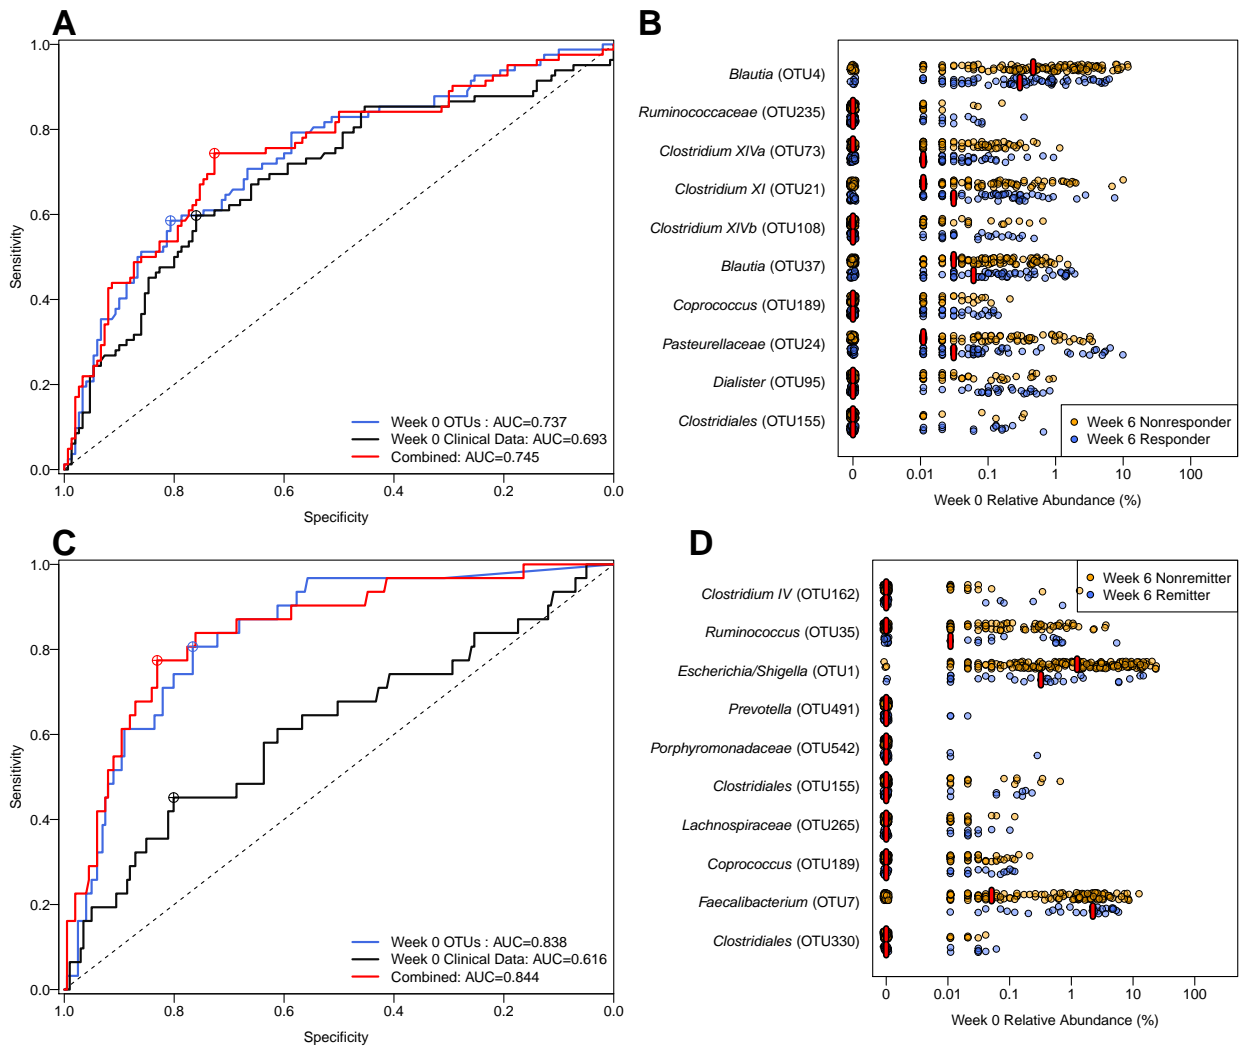 A
1.0
0.8
0.6
0.4
0.2
0.0
Sensitivity
Week 0 OTUs : AUC=0.737
Week 0 Clinical Data: AUC=0.693
Combined: AUC=0.745
1.0 0.8 0.6 0.4 0.2 0.0
Specificity
B
Blautia (OTU4)
Ruminococcaceae (OTU235)
Clostridium XIVa (OTU73)
Clostridium XI (OTU21)
Clostridium XIVb (OTU108)
Blautia (OTU37)
Coprococcus (OTU189)
Pasteurellaceae (OTU24)
Dialister (OTU95)
Clostridiales (OTU155)
Week 6 Nonresponder
Week 6 Responder
0 0.01 0.1 1 10 100
Week 0 Relative Abundance (%)
C
1.0
0.8
0.6
0.4
0.2
0.0
Sensitivity
Week 0 OTUs : AUC=0.838
Week 0 Clinical Data: AUC=0.616
Combined: AUC=0.844
1.0 0.8 0.6 0.4 0.2 0.0
Specificity
D
Week 6 Nonremitter
Week 6 Remitter
Clostridium IV (OTU162)
Ruminococcus (OTU35)
Escherichia/Shigella (OTU1)
Prevotella (OTU491)
Porphyromonadaceae (OTU542)
Clostridiales (OTU155)
Lachnospiraceae (OTU265)
Coprococcus (OTU189)
Faecalibacterium (OTU7)
Clostridiales (OTU330)
0 0.01 0.1 1 10 100
Week 0 Relative Abundance (%)